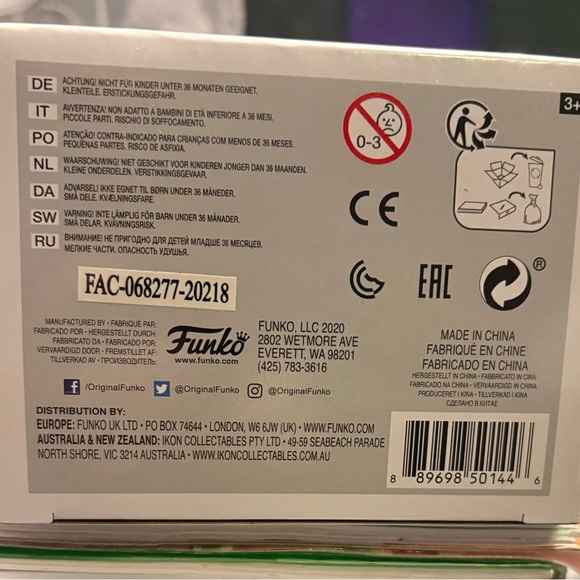 DE ACHTUNG! NICHT FÜR KINDER UNTER 36 MONATEN GEEIGNET.
KLEINTEILE. ERSTICKUNGSGEFAHR.
IT AVVERTENZA! NON ADATTO A BAMBINI DI ETÀ INFERIORE A 36 MESI.
PICCOLE PARTI. RISCHIO DI SOFFOCAMENTO.
PO ATENÇÃO! CONTRA-INDICADO PARA CRIANÇAS COM MENOS DE 36 MESES.
PEQUENAS PARTES. RISCO DE ASFIXIA.
NL WAARSCHUWING! NIET GESCHIKT VOOR KINDEREN JONGER DAN 36 MAANDEN.
KLEINE ONDERDELEN. VERSTIKKINGSGEVAAR.
DA ADVARSEL! IKKE EGNET TIL BØRN UNDER 36 MÅNEDER.
SMÅ DELE. KVÆLNINGSFARE.
SW VARNING! INTE LÄMPLIG FÖR BARN UNDER 36 MÅNADER.
SMÅ DELAR. KVÄVNINGSRISK.
RU ВНИМАНИЕ! НЕ ПРИГОДНО ДЛЯ ДЕТЕЙ МЛАДШЕ 36 МЕСЯЦЕВ.
МЕЛКИЕ ЧАСТИ. ОПАСНОСТЬ УДУШЬЯ.
0-3
3+
CE
FAC-068277-20218
EAC
®
MANUFACTURED BY • FABRIQUÉ PAR:
FABRICADO POR • HERGESTELLT DURCH:
FABBRICATO DA • FABRICADO POR:
VERVAARDIGD DOOR • FREMSTILLET AF:
TILLVERKAD AV • ПРОИЗВОДИТЕЛЬ:
Funko
www.funko.com
FUNKO, LLC 2020
2802 WETMORE AVE
EVERETT, WA 98201
(425) 783-3616
MADE IN CHINA
FABRIQUÉ EN CHINE
FABRICADO EN CHINA
HERGESTELLT IN CHINA • FABBRICATO IN CINA
FABRICADO NA CHINA • VERVAARDIGD IN CHINA
PRODUCERET I KINA • TILLVERKAD I KINA
СДЕЛАНО В КИТАЕ
/OriginalFunko @OriginalFunko @OriginalFunko
DISTRIBUTION BY:
EUROPE: FUNKO UK LTD • PO BOX 74644 • LONDON, W6 6JW (UK) • WWW.FUNKO.COM
AUSTRALIA & NEW ZEALAND: IKON COLLECTABLES PTY LTD • 49-59 SEABEACH PARADE
NORTH SHORE, VIC 3214 AUSTRALIA • WWW.IKONCOLLECTABLES.COM.AU
8 89698 50144 6